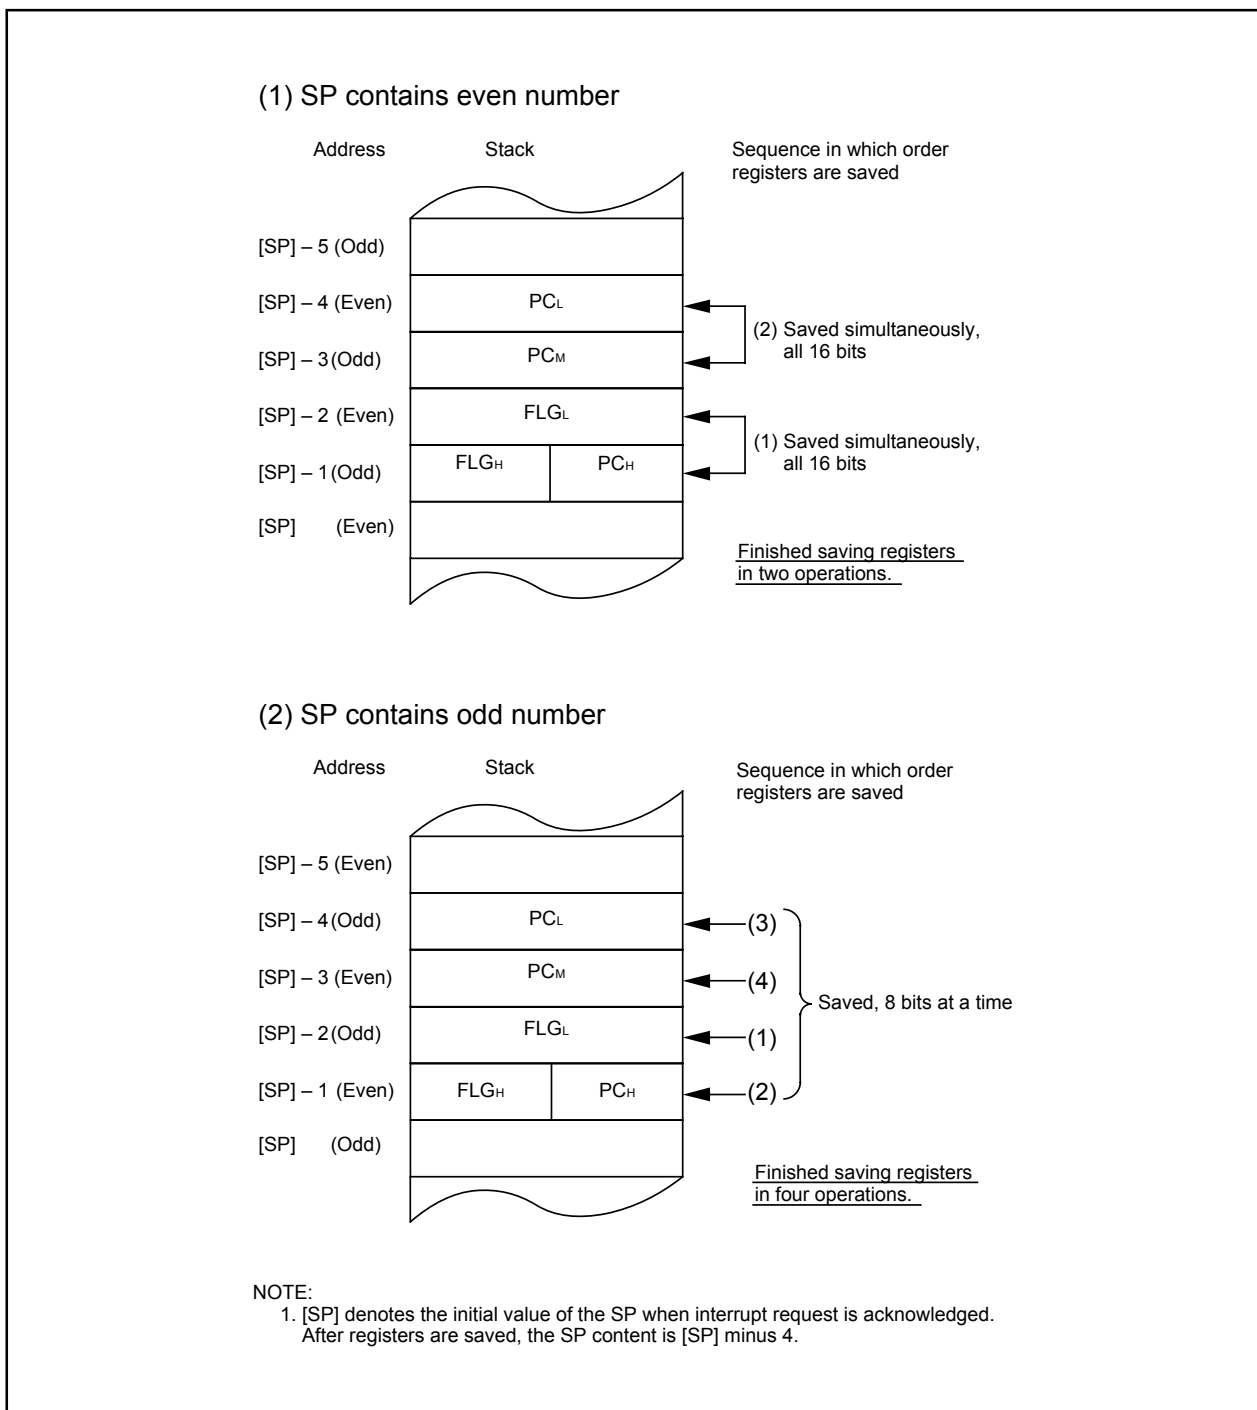 (1) SP contains even number
Address Stack Sequence in which order
registers are saved
[SP] – 5 (Odd)
[SP] – 4 (Even) PCL
(2) Saved simultaneously,
all 16 bits
[SP] – 3 (Odd) PCM
[SP] – 2 (Even) FLGL
(1) Saved simultaneously,
all 16 bits
[SP] – 1 (Odd) FLGH PCH
[SP] (Even)
Finished saving registers
in two operations.
(2) SP contains odd number
Address Stack Sequence in which order
registers are saved
[SP] – 5 (Even)
[SP] – 4 (Odd) PCL (3)
[SP] – 3 (Even) PCM (4)
Saved, 8 bits at a time
[SP] – 2 (Odd) FLGL (1)
[SP] – 1 (Even) FLGH PCH (2)
[SP] (Odd)
Finished saving registers
in four operations.
NOTE:
1. [SP] denotes the initial value of the SP when interrupt request is acknowledged.
After registers are saved, the SP content is [SP] minus 4.